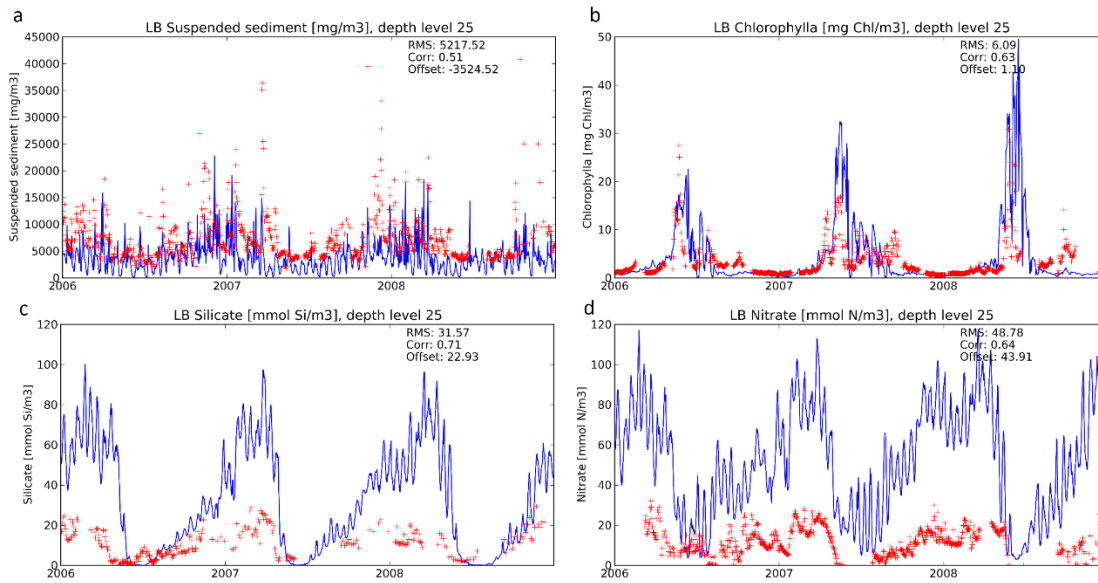 a
LB Suspended sediment [mg/m3], depth level 25
Suspended sediment [mg/m3]
45000
40000
35000
30000
25000
20000
15000
10000
5000
0
2006
2007
2008
RMS: 5217.52
Corr: 0.51
Offset: -3524.52
b
LB Chlorophylla [mg Chl/m3], depth level 25
Chlorophylla [mg Chl/m3]
50
40
30
20
10
0
2006
2007
2008
RMS: 6.09
Corr: 0.63
Offset: 1.10
c
LB Silicate [mmol Si/m3], depth level 25
Silicate [mmol Si/m3]
120
100
80
60
40
20
0
2006
2007
2008
RMS: 31.57
Corr: 0.71
Offset: 22.93
d
LB Nitrate [mmol N/m3], depth level 25
Nitrate [mmol N/m3]
120
100
80
60
40
20
0
2006
2007
2008
RMS: 48.78
Corr: 0.64
Offset: 43.91